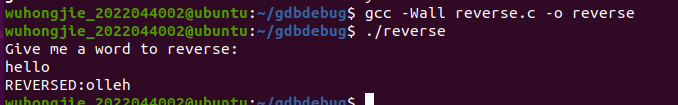 wuhongjie_2022044002@ubuntu:~/gdbdebug$ gcc -Wall reverse.c -o reverse
wuhongjie_2022044002@ubuntu:~/gdbdebug$ ./reverse
Give me a word to reverse:
hello
REVERSED:olleh
wuhongjie_2022044002@ubuntu:~/gdbdebug$